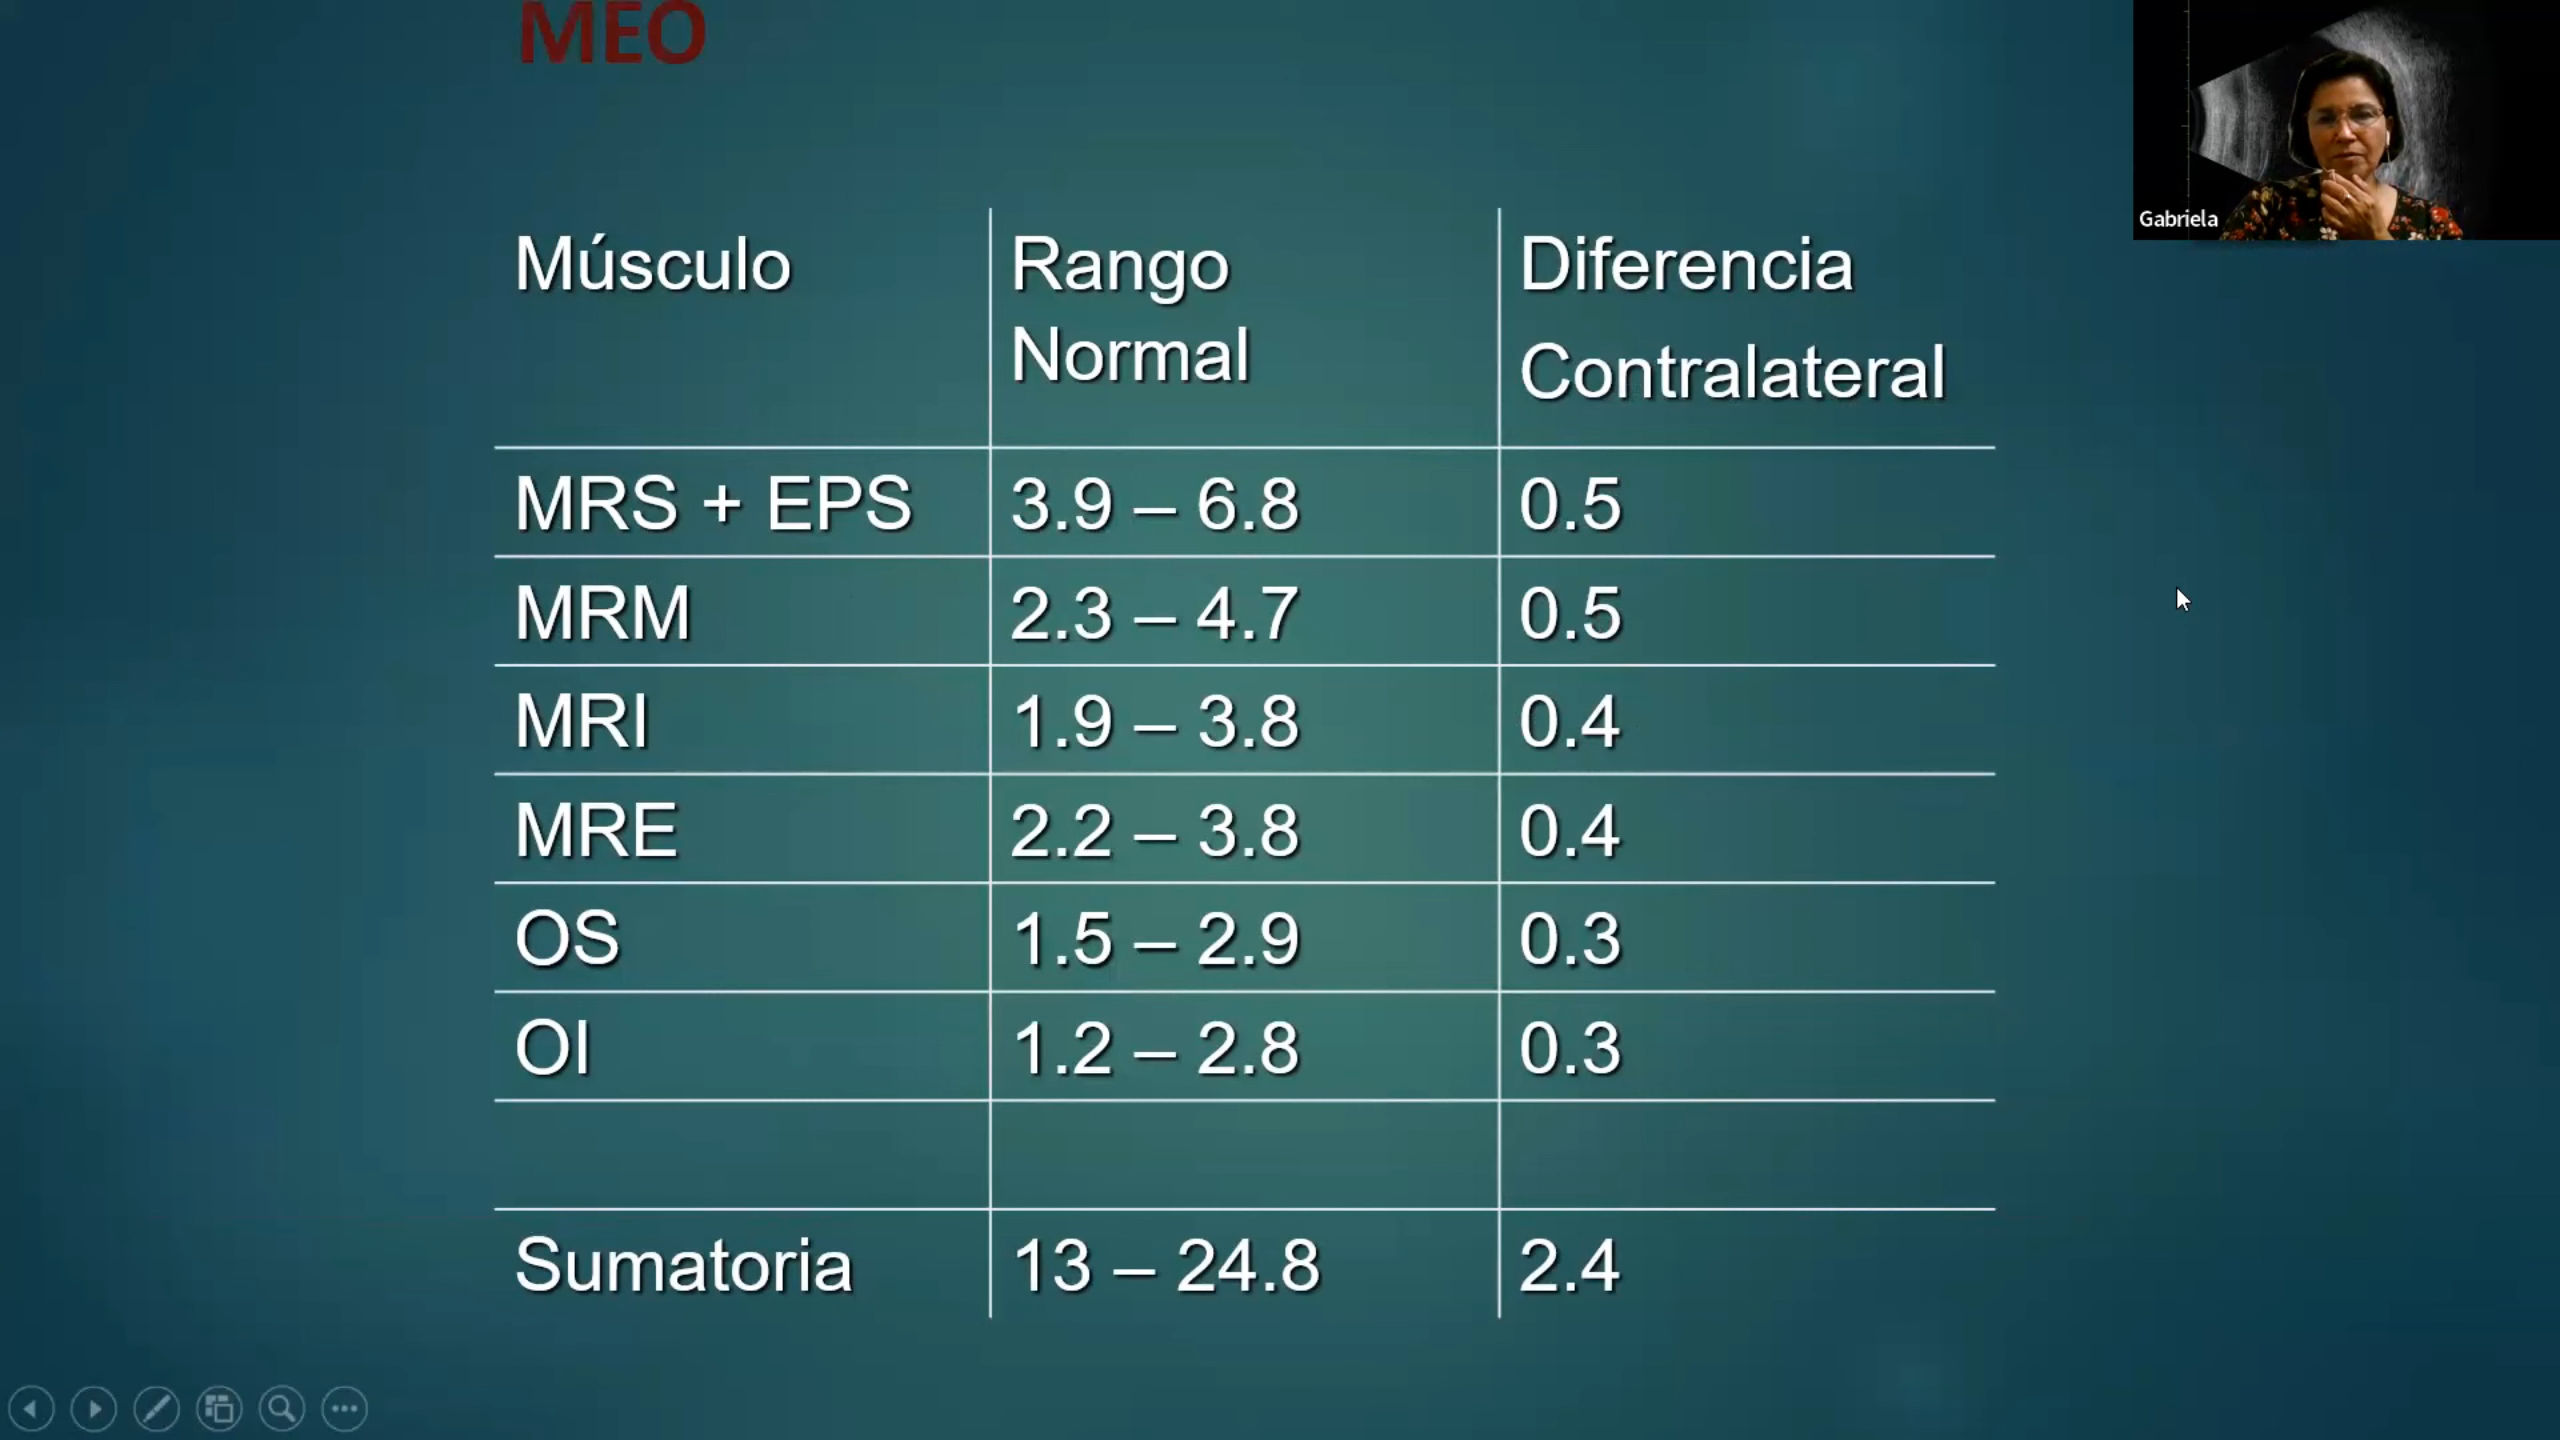 MEO
Gabriela
Músculo Rango Normal Diferencia Contralateral
MRS + EPS 3.9 – 6.8 0.5
MRM 2.3 – 4.7 0.5
MRI 1.9 – 3.8 0.4
MRE 2.2 – 3.8 0.4
OS 1.5 – 2.9 0.3
OI 1.2 – 2.8 0.3
Sumatoria 13 – 24.8 2.4